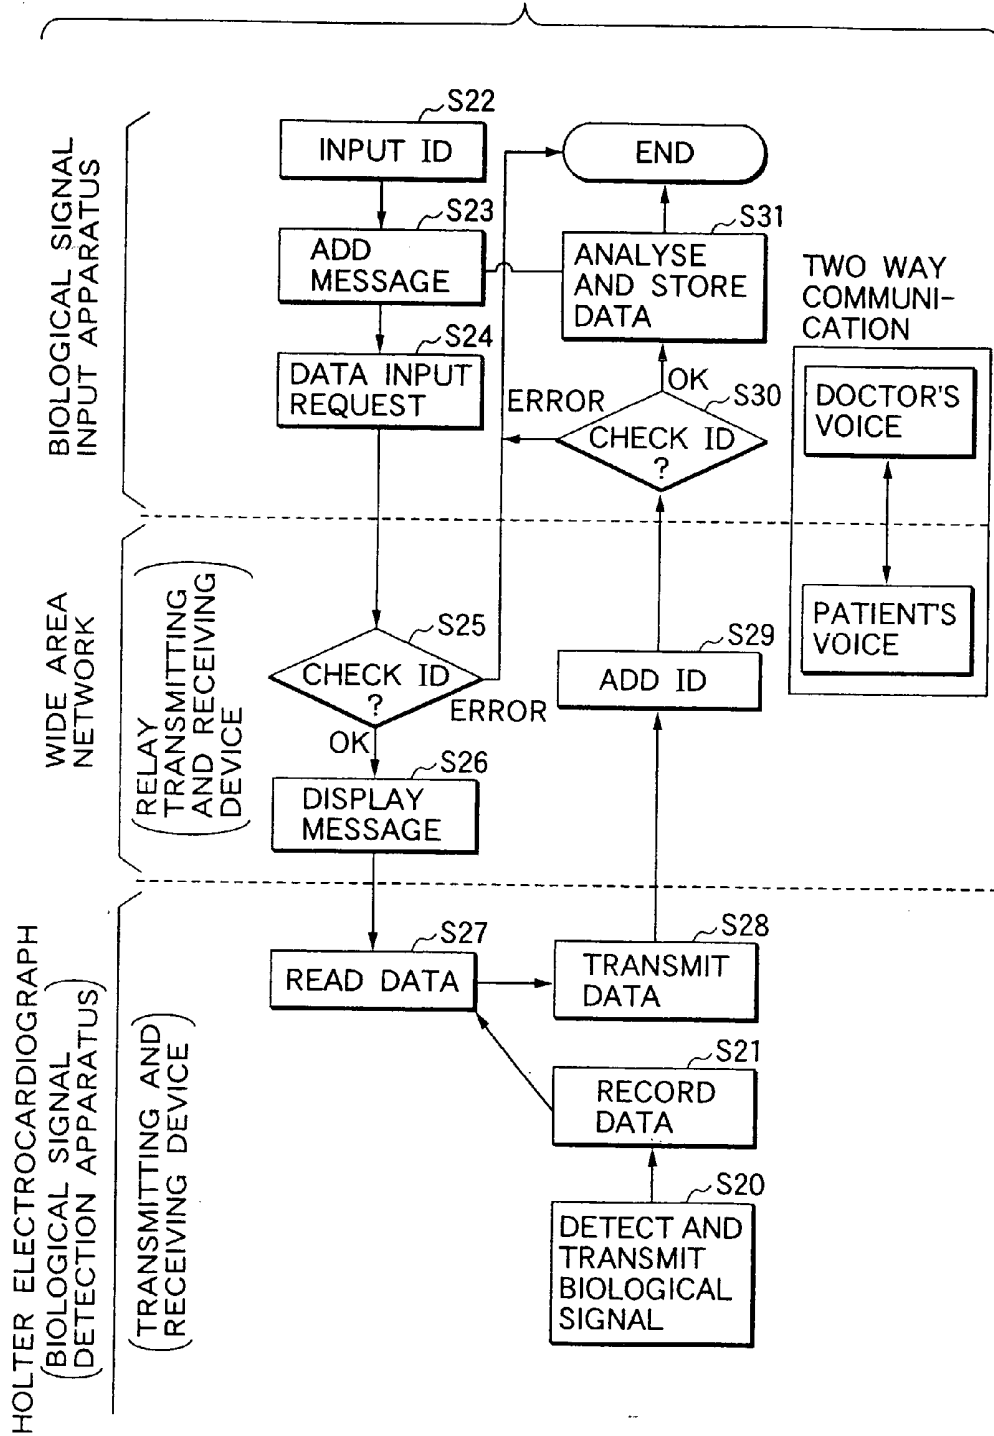 BIOLOGICAL SIGNAL
INPUT APPARATUS
S22
INPUT ID
END
S23
ADD
MESSAGE
S31
ANALYSE
AND STORE
DATA
S24
DATA INPUT
REQUEST
OK
S30
ERROR
CHECK ID
?
TWO WAY
COMMUNI-
CATION
DOCTOR'S
VOICE
PATIENT'S
VOICE
WIDE AREA
NETWORK
(RELAY
TRANSMITTING
AND RECEIVING
DEVICE)
S25
CHECK ID
?
ERROR
OK
S29
ADD ID
S26
DISPLAY
MESSAGE
HOLTER ELECTROCARDIOGRAPH
(BIOLOGICAL SIGNAL
DETECTION APPARATUS)
(TRANSMITTING AND
RECEIVING DEVICE)
S27
READ DATA
S28
TRANSMIT
DATA
S21
RECORD
DATA
S20
DETECT AND
TRANSMIT
BIOLOGICAL
SIGNAL